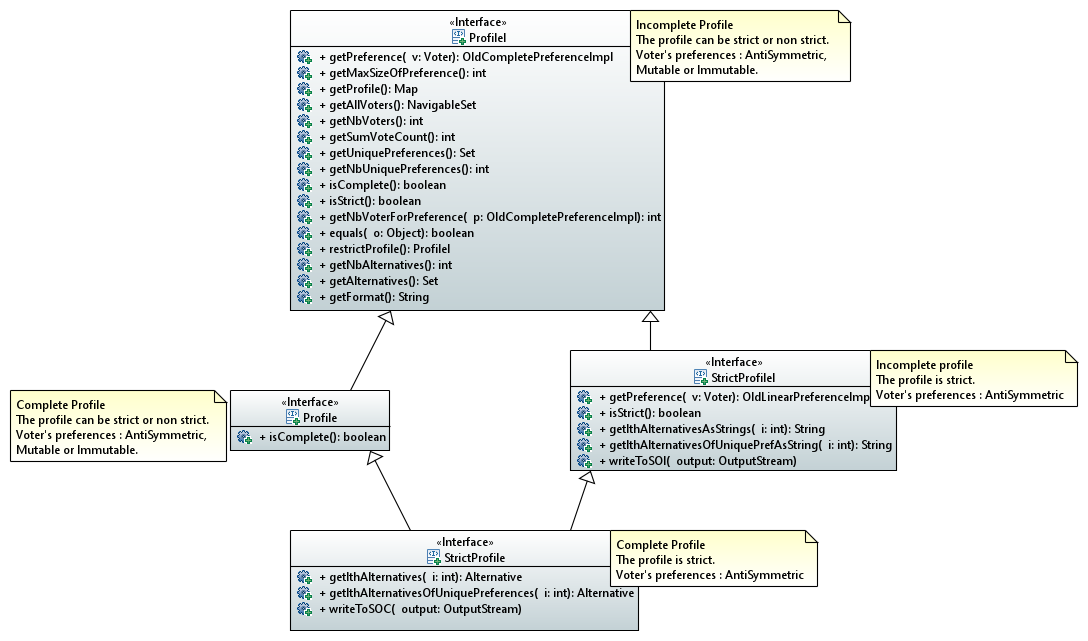 «Interface»
ProfileI
+ getPreference(  v: Voter): OldCompletePreferenceImpl
+ getMaxSizeOfPreference(): int
+ getProfile(): Map
+ getAllVoters(): NavigableSet
+ getNbVoters(): int
+ getSumVoteCount(): int
+ getUniquePreferences(): Set
+ getNbUniquePreferences(): int
+ isComplete(): boolean
+ isStrict(): boolean
+ getNbVoterForPreference(  p: OldCompletePreferenceImpl): int
+ equals(  o: Object): boolean
+ restrictProfile(): ProfileI
+ getNbAlternatives(): int
+ getAlternatives(): Set
+ getFormat(): String
Incomplete Profile
The profile can be strict or non strict.
Voter's preferences : AntiSymmetric,
Mutable or Immutable.
Complete Profile
The profile can be strict or non strict.
Voter's preferences : AntiSymmetric,
Mutable or Immutable.
«Interface»
Profile
+ isComplete(): boolean
«Interface»
StrictProfileI
+ getPreference(  v: Voter): OldLinearPreferenceImp
+ isStrict(): boolean
+ getIthAlternativesAsStrings(  i: int): String
+ getIthAlternativesOfUniquePrefAsString(  i: int): String
+ writeToSOI(  output: OutputStream)
Incomplete profile
The profile is strict.
Voter's preferences : AntiSymmetric
«Interface»
StrictProfile
+ getIthAlternatives(  i: int): Alternative
+ getIthAlternativesOfUniquePreferences(  i: int): Alternative
+ writeToSOC(  output: OutputStream)
Complete Profile
The profile is strict.
Voter's preferences : AntiSymmetric